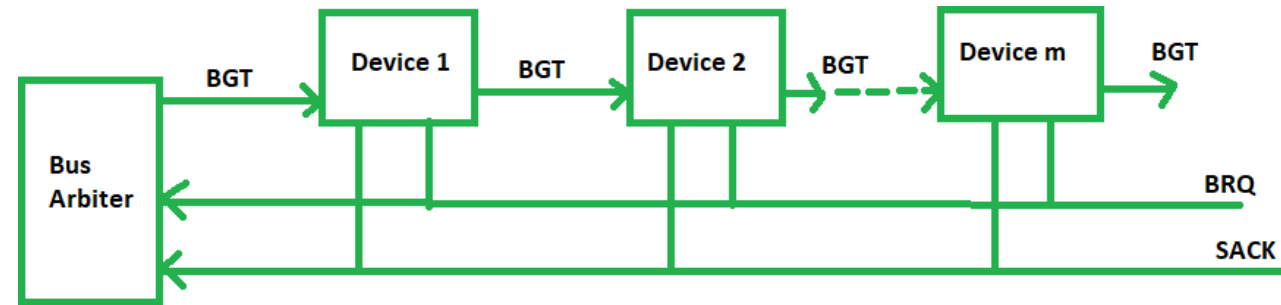 BGT
Device 1
BGT
Device 2
BGT
Device m
BGT
Bus
Arbiter
BRQ
SACK